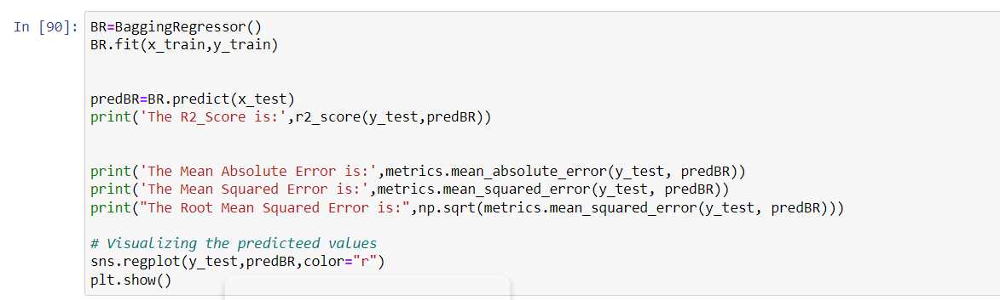 In [90]: BR=BaggingRegressor()
BR.fit(x_train,y_train)
predBR=BR.predict(x_test)
print('The R2_Score is:',r2_score(y_test,predBR))
print('The Mean Absolute Error is:',metrics.mean_absolute_error(y_test, predBR))
print('The Mean Squared Error is:',metrics.mean_squared_error(y_test, predBR))
print("The Root Mean Squared Error is:",np.sqrt(metrics.mean_squared_error(y_test, predBR)))
# Visualizing the predicteed values
sns.regplot(y_test,predBR,color="r")
plt.show()